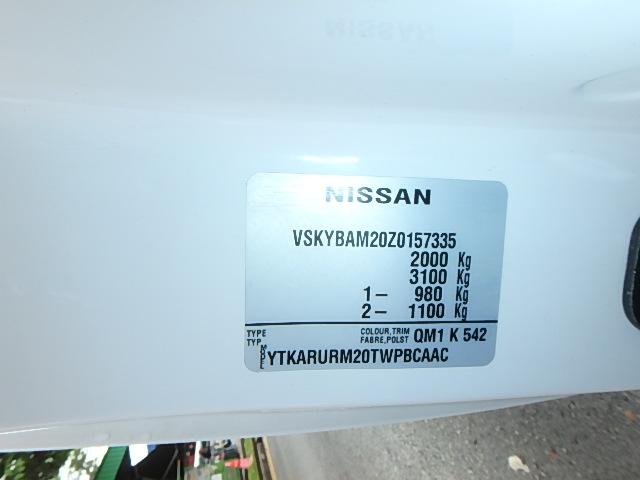 NISSAN
VSKYBAM20Z0157335
2000 Kg
3100 Kg
1- 980 Kg
2- 1100 Kg
TYPE COLOUR,TRIM QM1 K 542
TYP FABRE,POLST
MODELE YTKARURM20TWPBCAAC